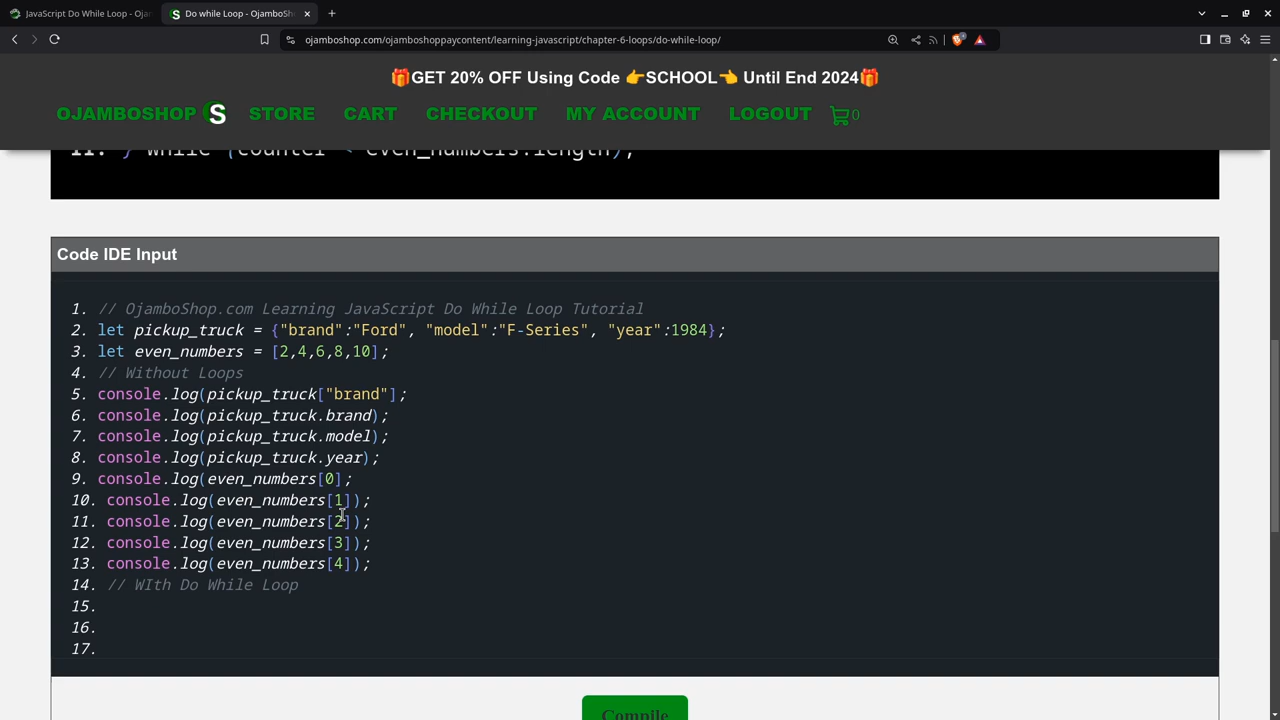 JavaScript Do While Loop - Ojan
Do while Loop - OjamboSh
ojamboshop.com/ojamboshoppaycontent/learning-javascript/chapter-6-loops/do-while-loop/
🎁GET 20% OFF Using Code 👉SCHOOL👈 Until End 2024🎁
OJAMBOSHOP S STORE CART CHECKOUT MY ACCOUNT LOGOUT 0
11. } while (counter < even_numbers.length);
Code IDE Input
1. // OjamboShop.com Learning JavaScript Do While Loop Tutorial
2. let pickup_truck = {"brand":"Ford", "model":"F-Series", "year":1984};
3. let even_numbers = [2,4,6,8,10];
4. // Without Loops
5. console.log(pickup_truck["brand"];
6. console.log(pickup_truck.brand);
7. console.log(pickup_truck.model);
8. console.log(pickup_truck.year);
9. console.log(even_numbers[0];
10. console.log(even_numbers[1]);
11. console.log(even_numbers[2]);
12. console.log(even_numbers[3]);
13. console.log(even_numbers[4]);
14. // WIth Do While Loop
15.
16.
17.
Compile